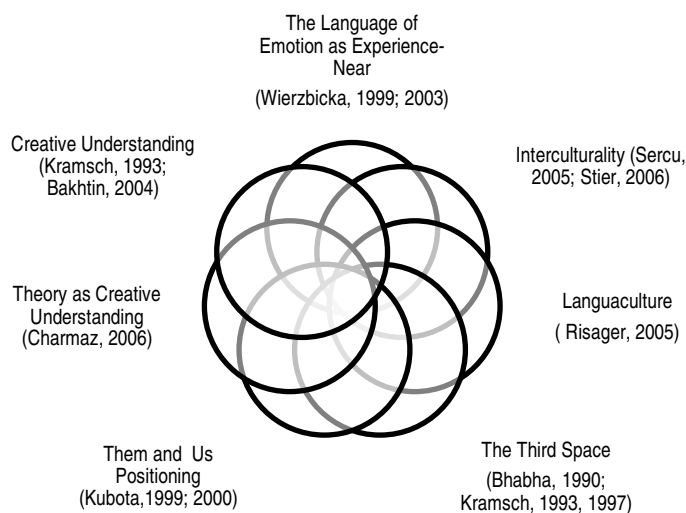 The Language of
Emotion as Experience-
Near
(Wierzbicka, 1999; 2003)
Creative Understanding
(Kramsch, 1993;
Bakhtin, 2004)
Interculturality (Sercu,
2005; Stier, 2006)
Theory as Creative
Understanding
(Charmaz, 2006)
Languaculture
( Risager, 2005)
Them and Us
Positioning
(Kubota,1999; 2000)
The Third Space
(Bhabha, 1990;
Kramsch, 1993, 1997)